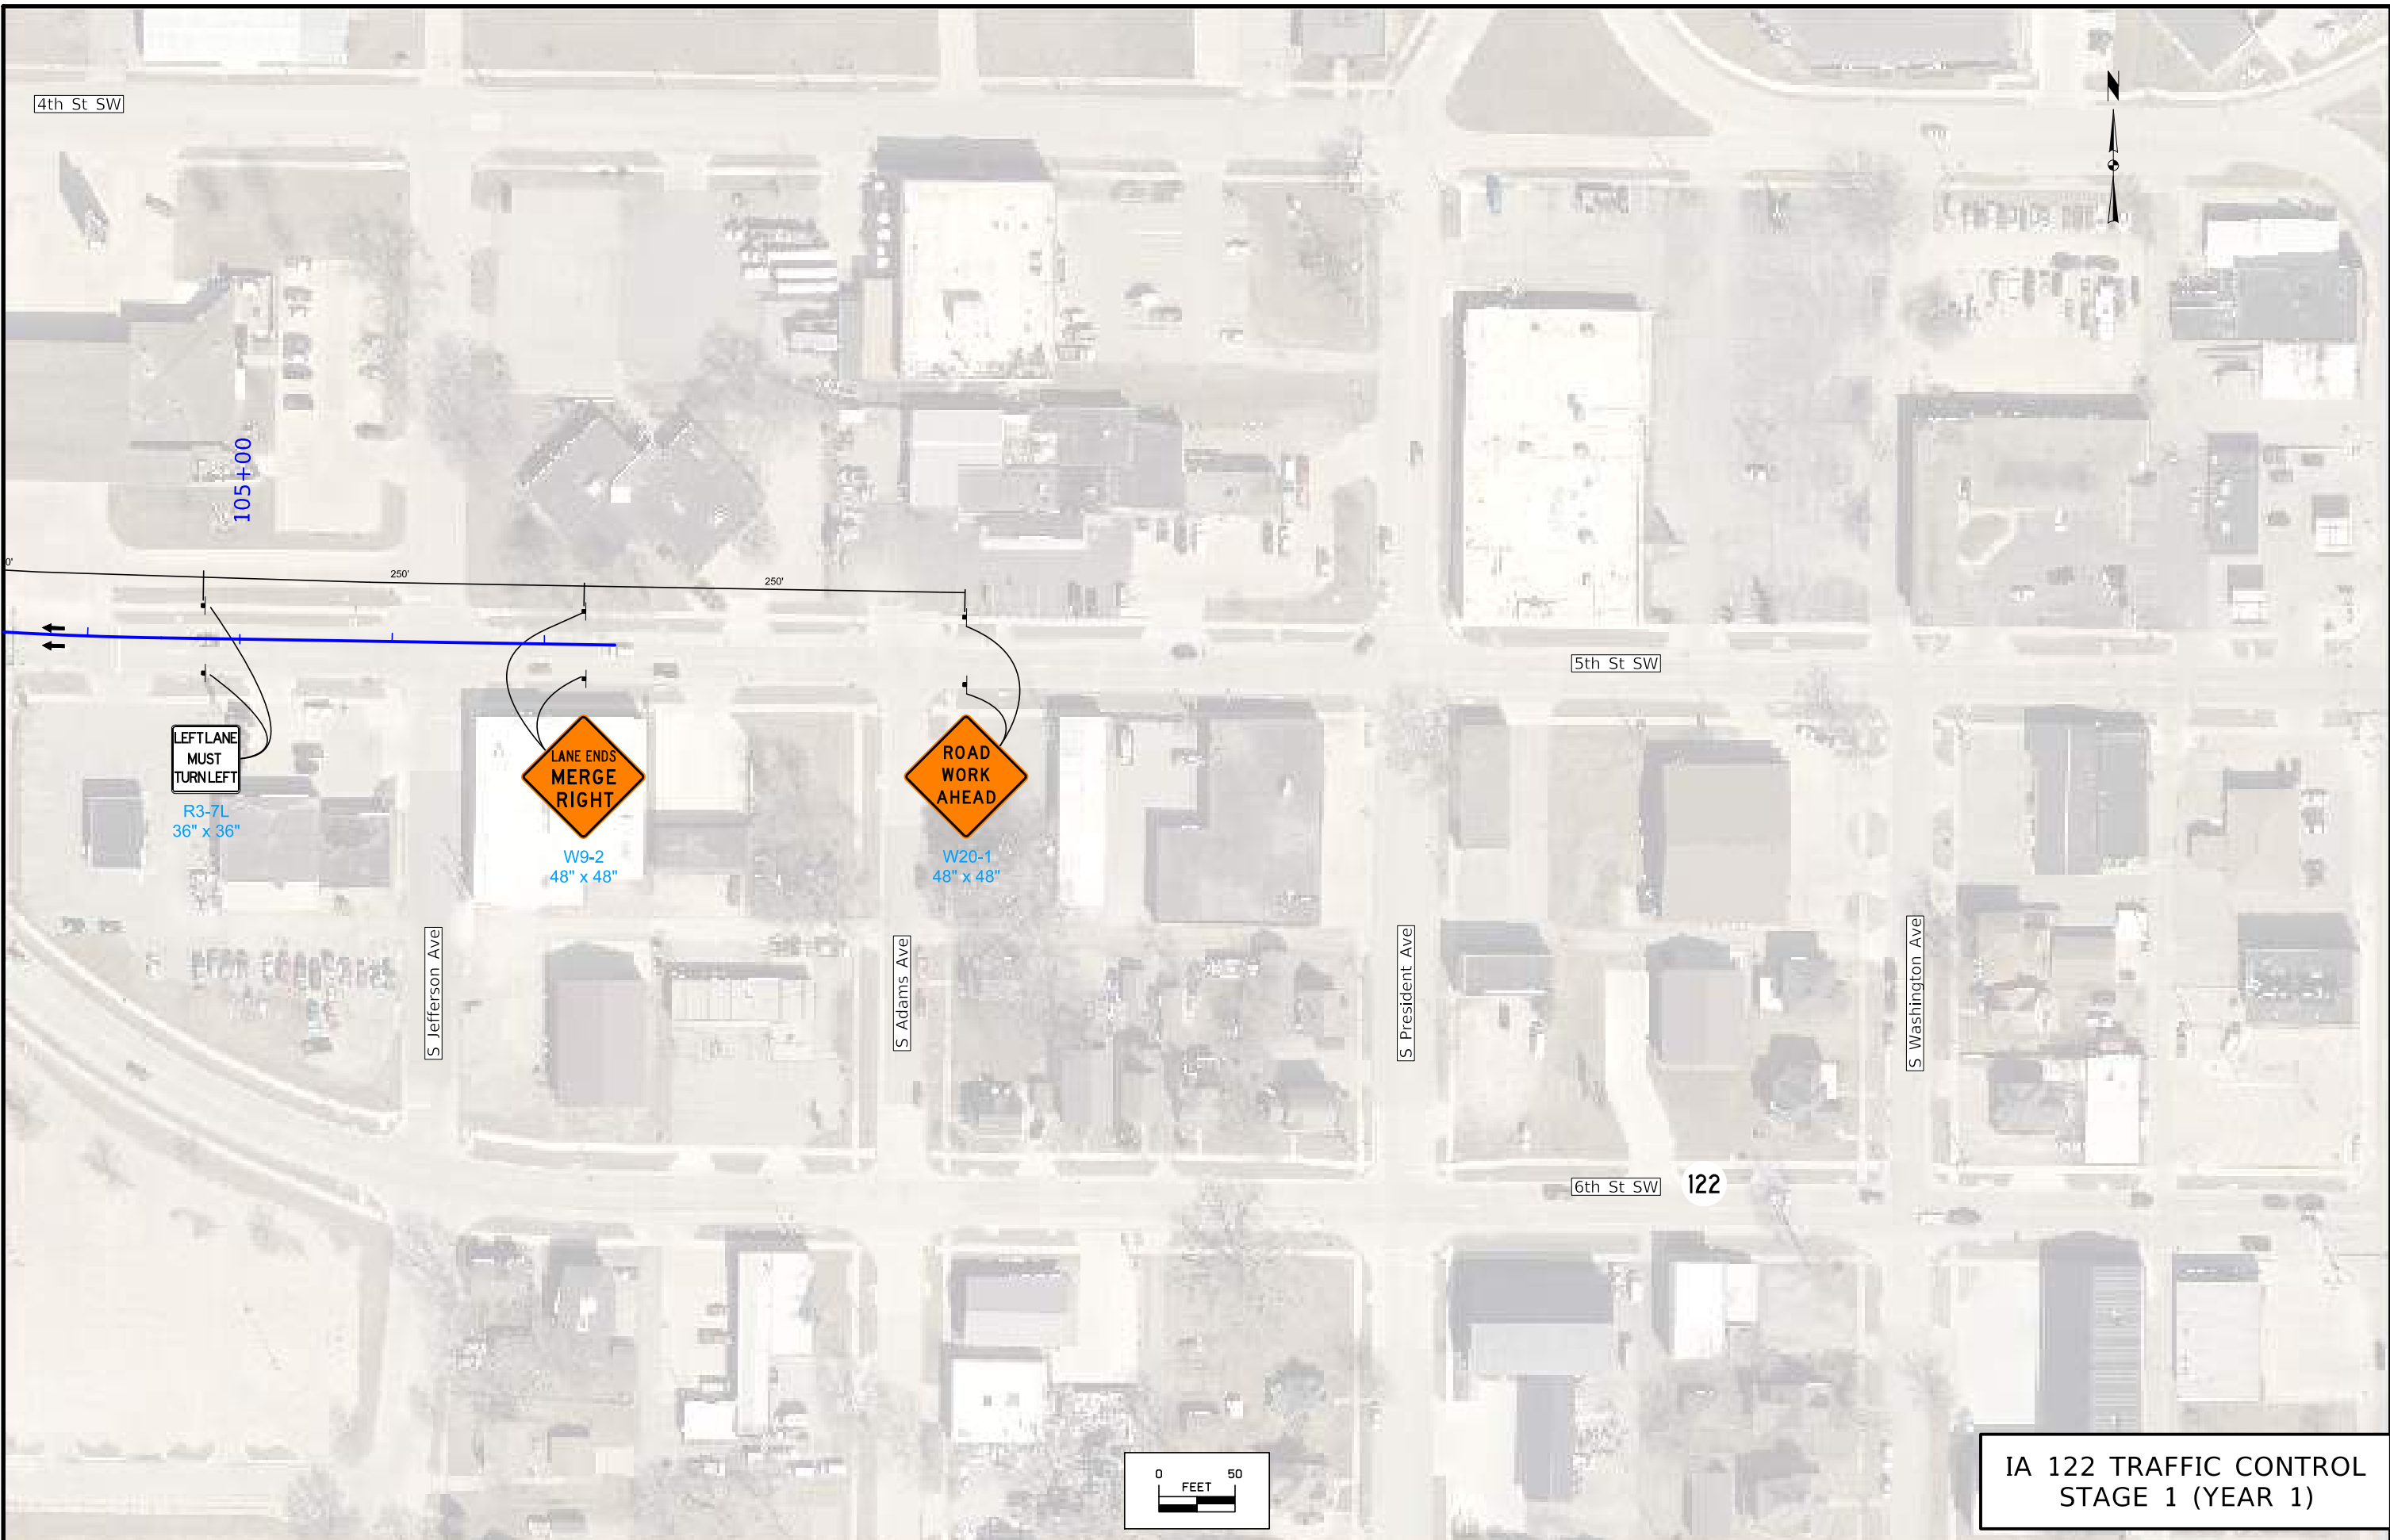 4th St SW
N
105+00
0'
250'
250'
5th St SW
LEFT LANE
MUST
TURN LEFT
R3-7L
36" x 36"
LANE ENDS
MERGE
RIGHT
W9-2
48" x 48"
ROAD
WORK
AHEAD
W20-1
48" x 48"
S Jefferson Ave
S Adams Ave
S President Ave
S Washington Ave
6th St SW
122
0 50
FEET
IA 122 TRAFFIC CONTROL
STAGE 1 (YEAR 1)